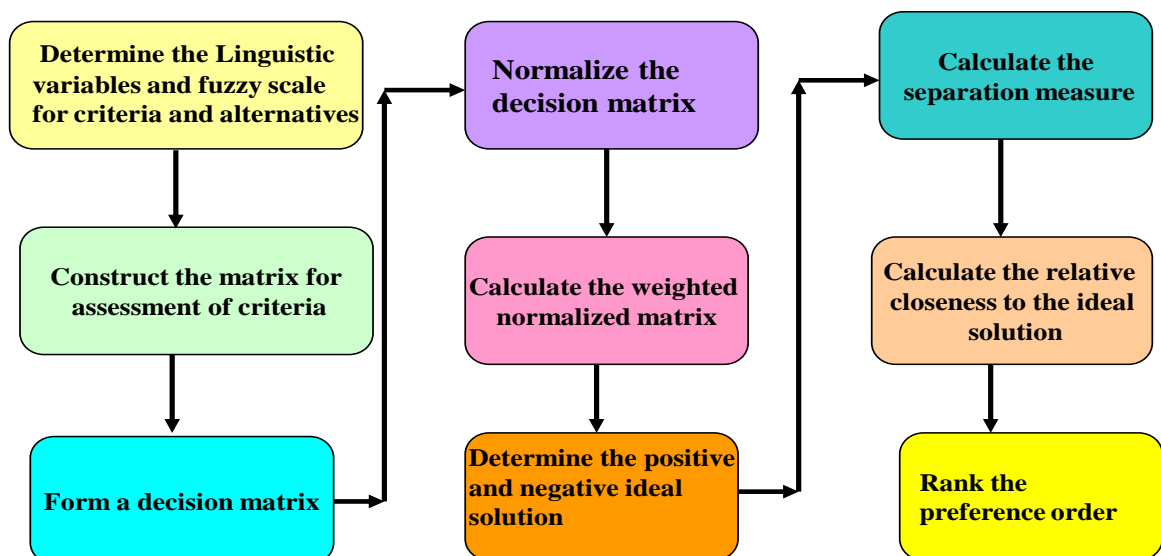 Determine the Linguistic
variables and fuzzy scale
for criteria and alternatives
Construct the matrix for
assessment of criteria
Form a decision matrix
Normalize the
decision matrix
Calculate the weighted
normalized matrix
Determine the positive
and negative ideal
solution
Calculate the
separation measure
Calculate the relative
closeness to the ideal
solution
Rank the
preference order